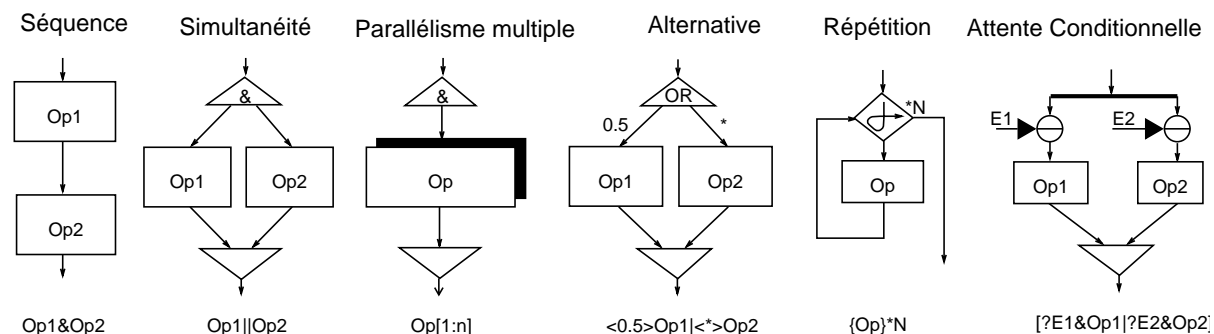 Séquence
Simultanéité
Parallélisme multiple
Alternative
Répétition
Attente Conditionnelle
Op1
Op2
&
Op1
Op2
&
Op
OR
0.5
*
Op1
Op2
*N
Op
E1
E2
Op1
Op2
Op1&Op2
Op1||Op2
Op[1:n]
<0.5>Op1|<*>Op2
{Op}*N
[?E1&Op1|?E2&Op2]